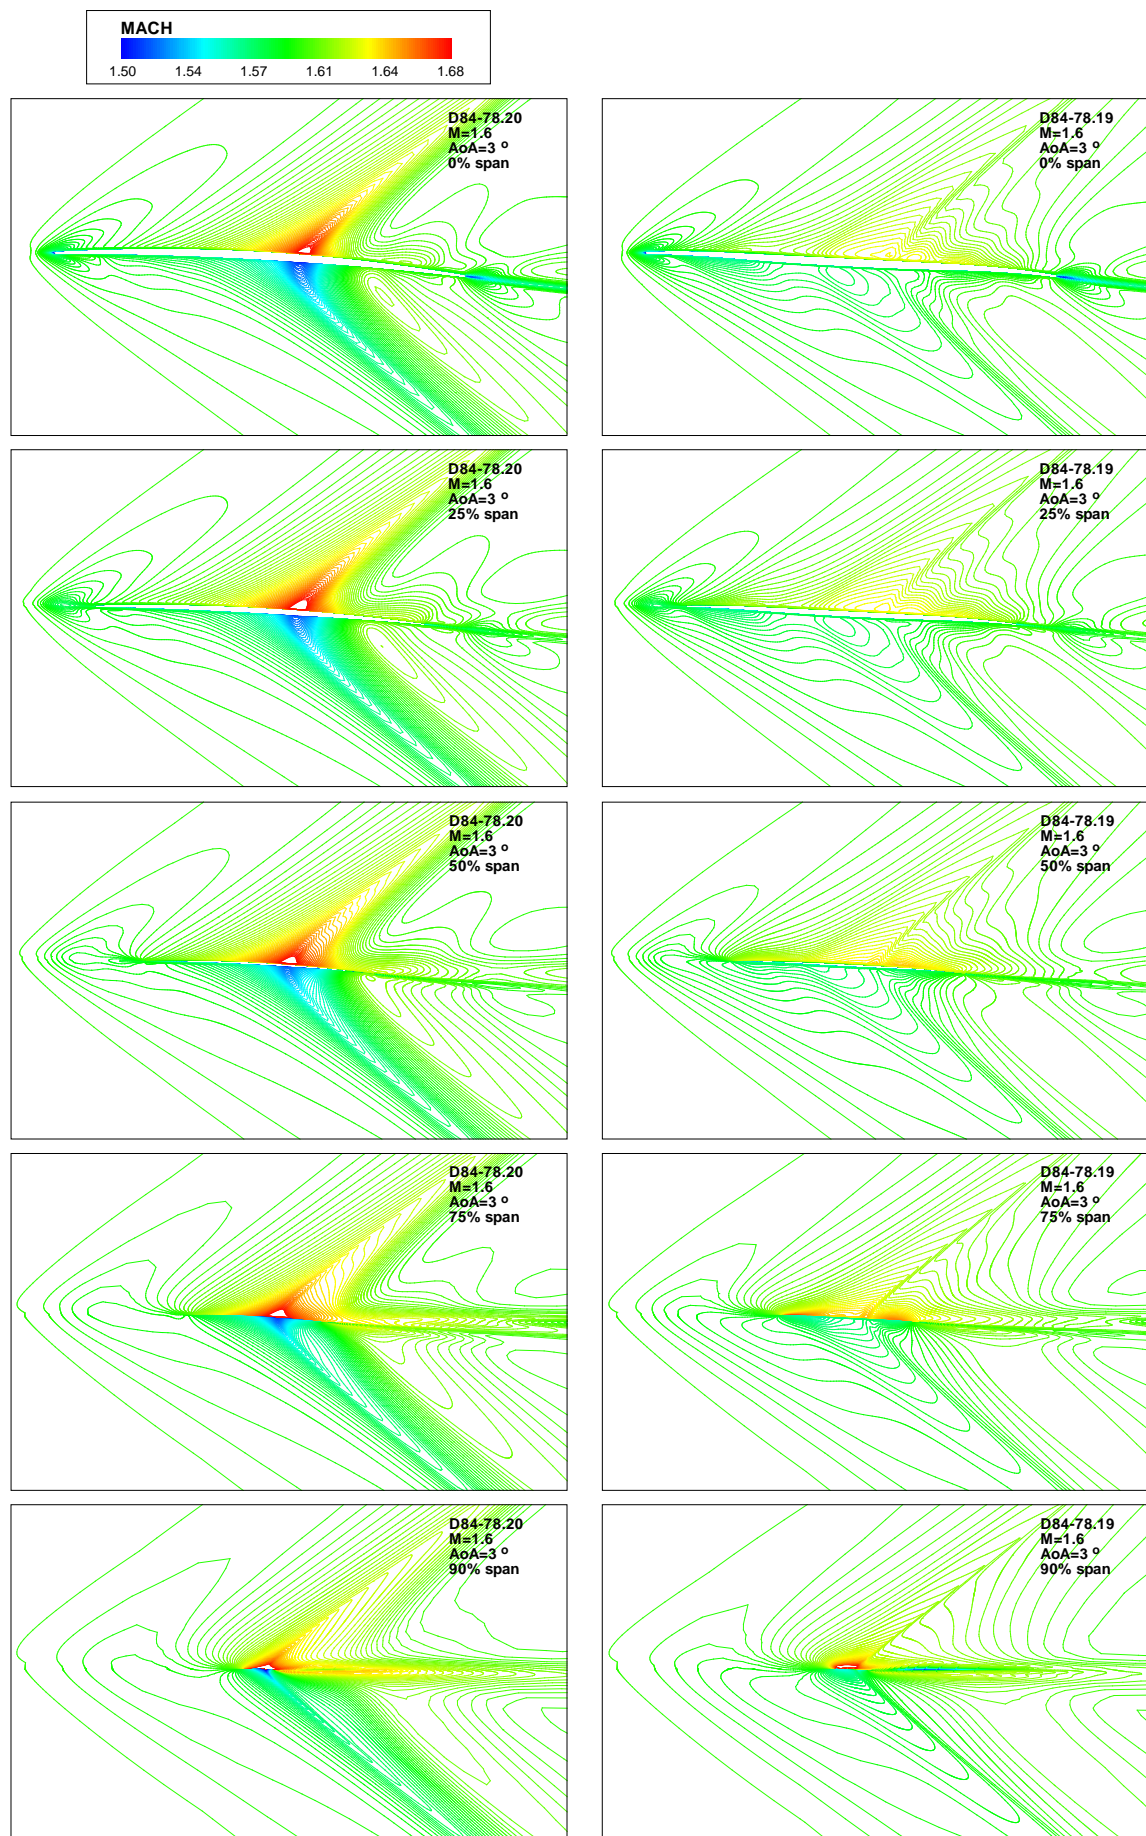 MACH
1.50 1.54 1.57 1.61 1.64 1.68
D84-78.20
M=1.6
AoA=3 º
0% span
D84-78.19
M=1.6
AoA=3 º
0% span
D84-78.20
M=1.6
AoA=3 º
25% span
D84-78.19
M=1.6
AoA=3 º
25% span
D84-78.20
M=1.6
AoA=3 º
50% span
D84-78.19
M=1.6
AoA=3 º
50% span
D84-78.20
M=1.6
AoA=3 º
75% span
D84-78.19
M=1.6
AoA=3 º
75% span
D84-78.20
M=1.6
AoA=3 º
90% span
D84-78.19
M=1.6
AoA=3 º
90% span